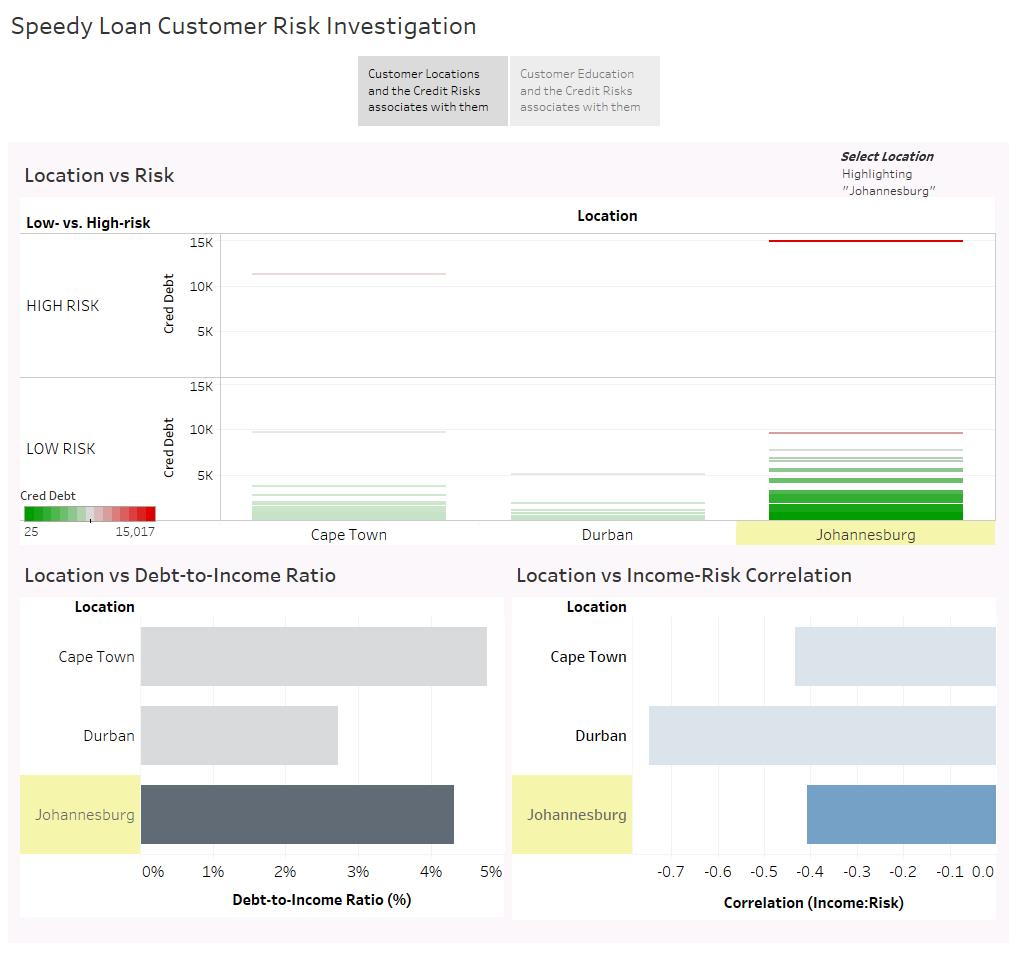 Speedy Loan Customer Risk Investigation
Customer Locations
and the Credit Risks
associates with them
Customer Education
and the Credit Risks
associates with them
Location vs Risk
Select Location
Highlighting
"Johannesburg"
Low- vs. High-risk
Location
HIGH RISK
Cred Debt
15K
10K
5K
LOW RISK
Cred Debt
15K
10K
5K
Cred Debt
25
15,017
Cape Town
Durban
Johannesburg
Location vs Debt-to-Income Ratio
Location
Cape Town
Durban
Johannesburg
0% 1% 2% 3% 4% 5%
Debt-to-Income Ratio (%)
Location vs Income-Risk Correlation
Location
Cape Town
Durban
Johannesburg
-0.7 -0.6 -0.5 -0.4 -0.3 -0.2 -0.1 0.0
Correlation (Income:Risk)